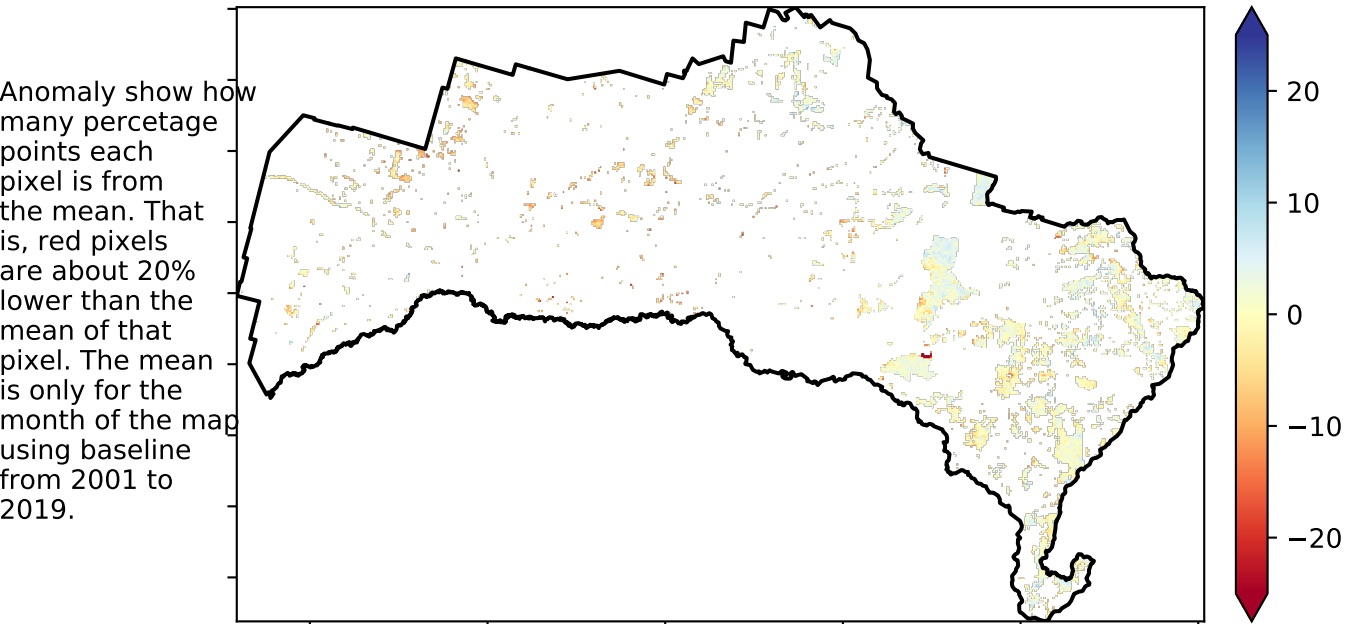 Anomaly show how
many percetage
points each
pixel is from
the mean. That
is, red pixels
are about 20%
lower than the
mean of that
pixel. The mean
is only for the
month of the map
using baseline
from 2001 to
2019.
20
10
0
−10
−20